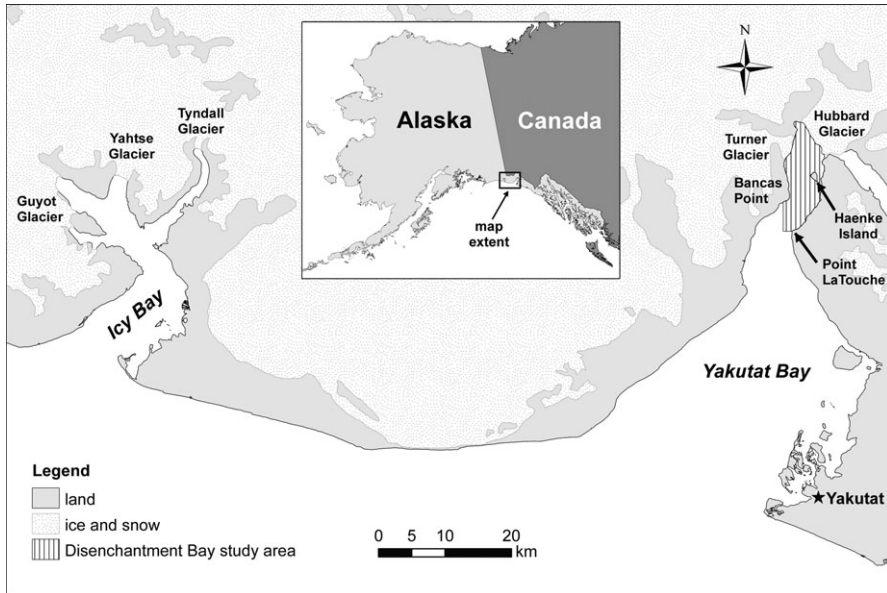 N
Alaska
Canada
map
extent
Tyndall
Glacier
Yahtse
Glacier
Guyot
Glacier
Icy Bay
Hubbard
Glacier
Turner
Glacier
Bancas
Point
Haenke
Island
Point
LaTouche
Yakutat Bay
Yakutat
Legend
land
ice and snow
Disenchantment Bay study area
0 5 10 20
km